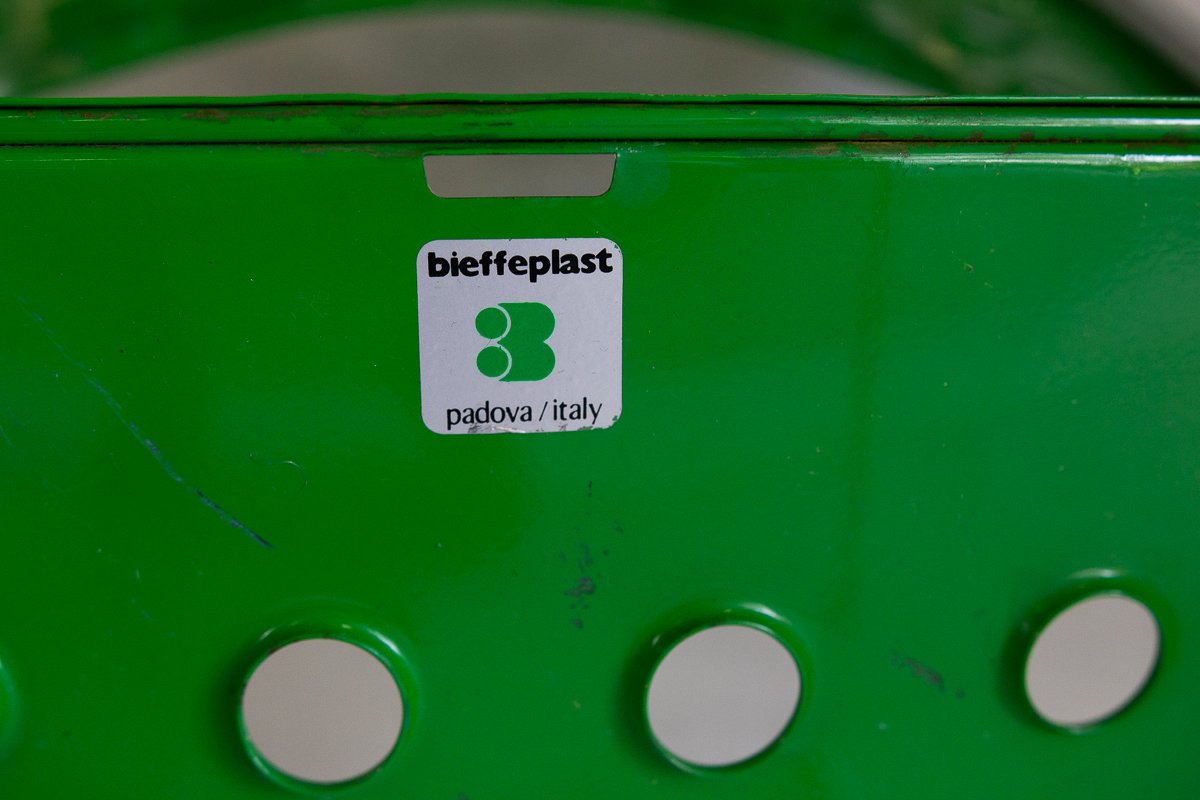 bieffeplast
padova / italy